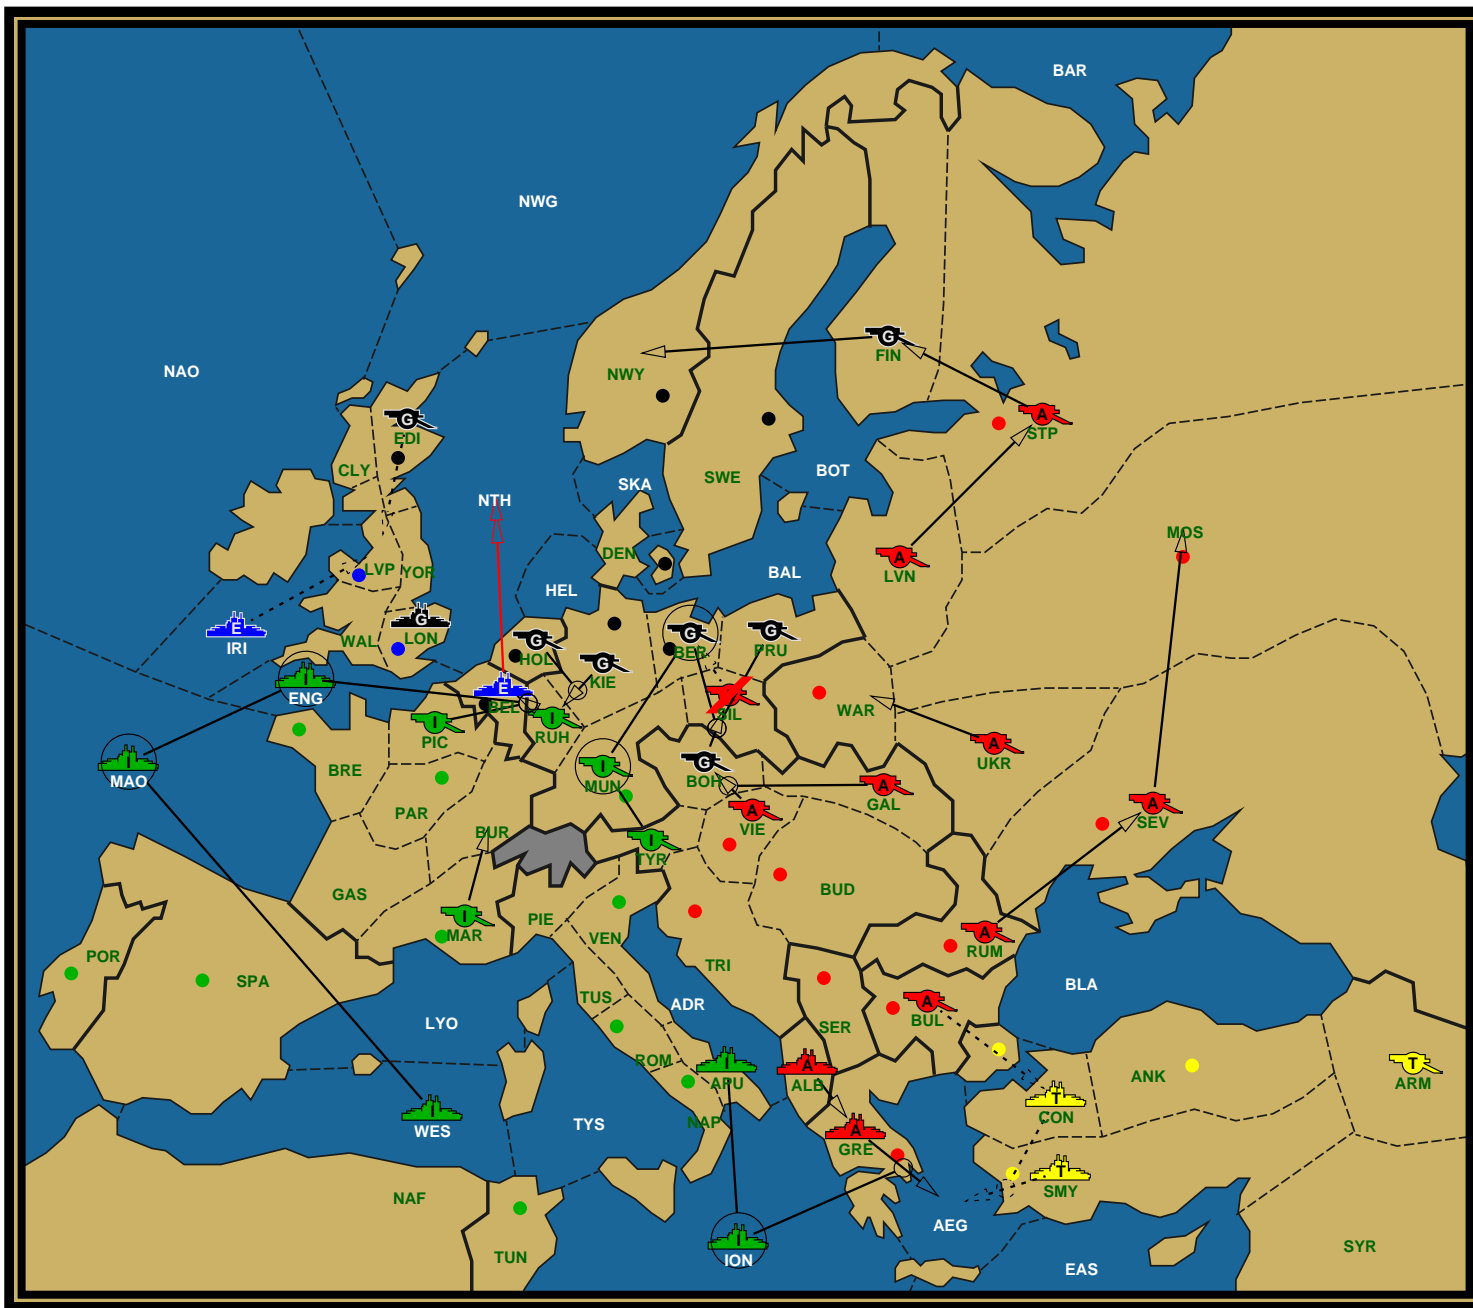 BAR
NWG
NAO
G
FIN
NWY
A
STP
G
EDI
CLY
SWE
BOT
SKA
NTH
MOS
DEN
A
LVN
LVP
YOR
BAL
HEL
E
IRI
WAL
G
LON
G
HOL
G
KIE
G
BER
G
PRU
I
ENG
E
BEL
A
SIL
WAR
I
PIC
I
RUH
A
UKR
I
MAO
BRE
I
MUN
G
BOH
A
GAL
PAR
A
VIE
A
SEV
BUR
I
TYR
GAS
BUD
I
MAR
PIE
VEN
A
RUM
POR
SPA
TRI
BLA
TUS
ADR
A
BUL
LYO
SER
ROM
I
APU
A
ALB
ANK
T
ARM
I
WES
TYS
NAP
T
CON
A
GRE
T
SMY
NAF
AEG
I
ION
TUN
EAS
SYR